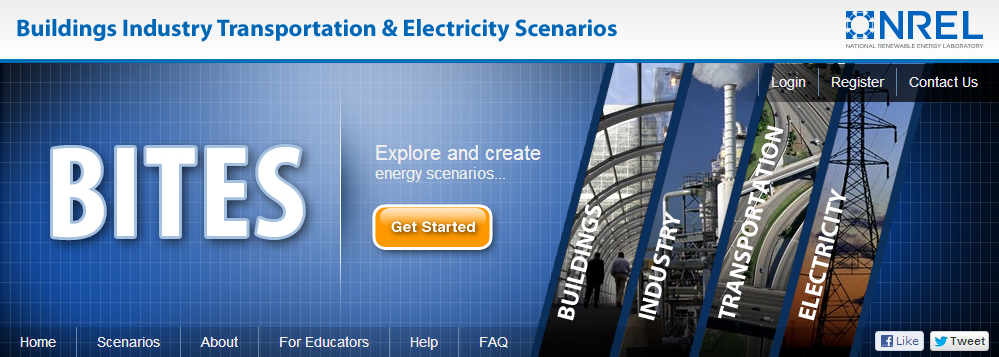 Buildings Industry Transportation & Electricity Scenarios
NREL
NATIONAL RENEWABLE ENERGY LABORATORY
Login
Register
Contact Us
BITES
Explore and create
energy scenarios...
Get Started
BUILDINGS
INDUSTRY
TRANSPORTATION
ELECTRICITY
Home
Scenarios
About
For Educators
Help
FAQ
Like
Tweet